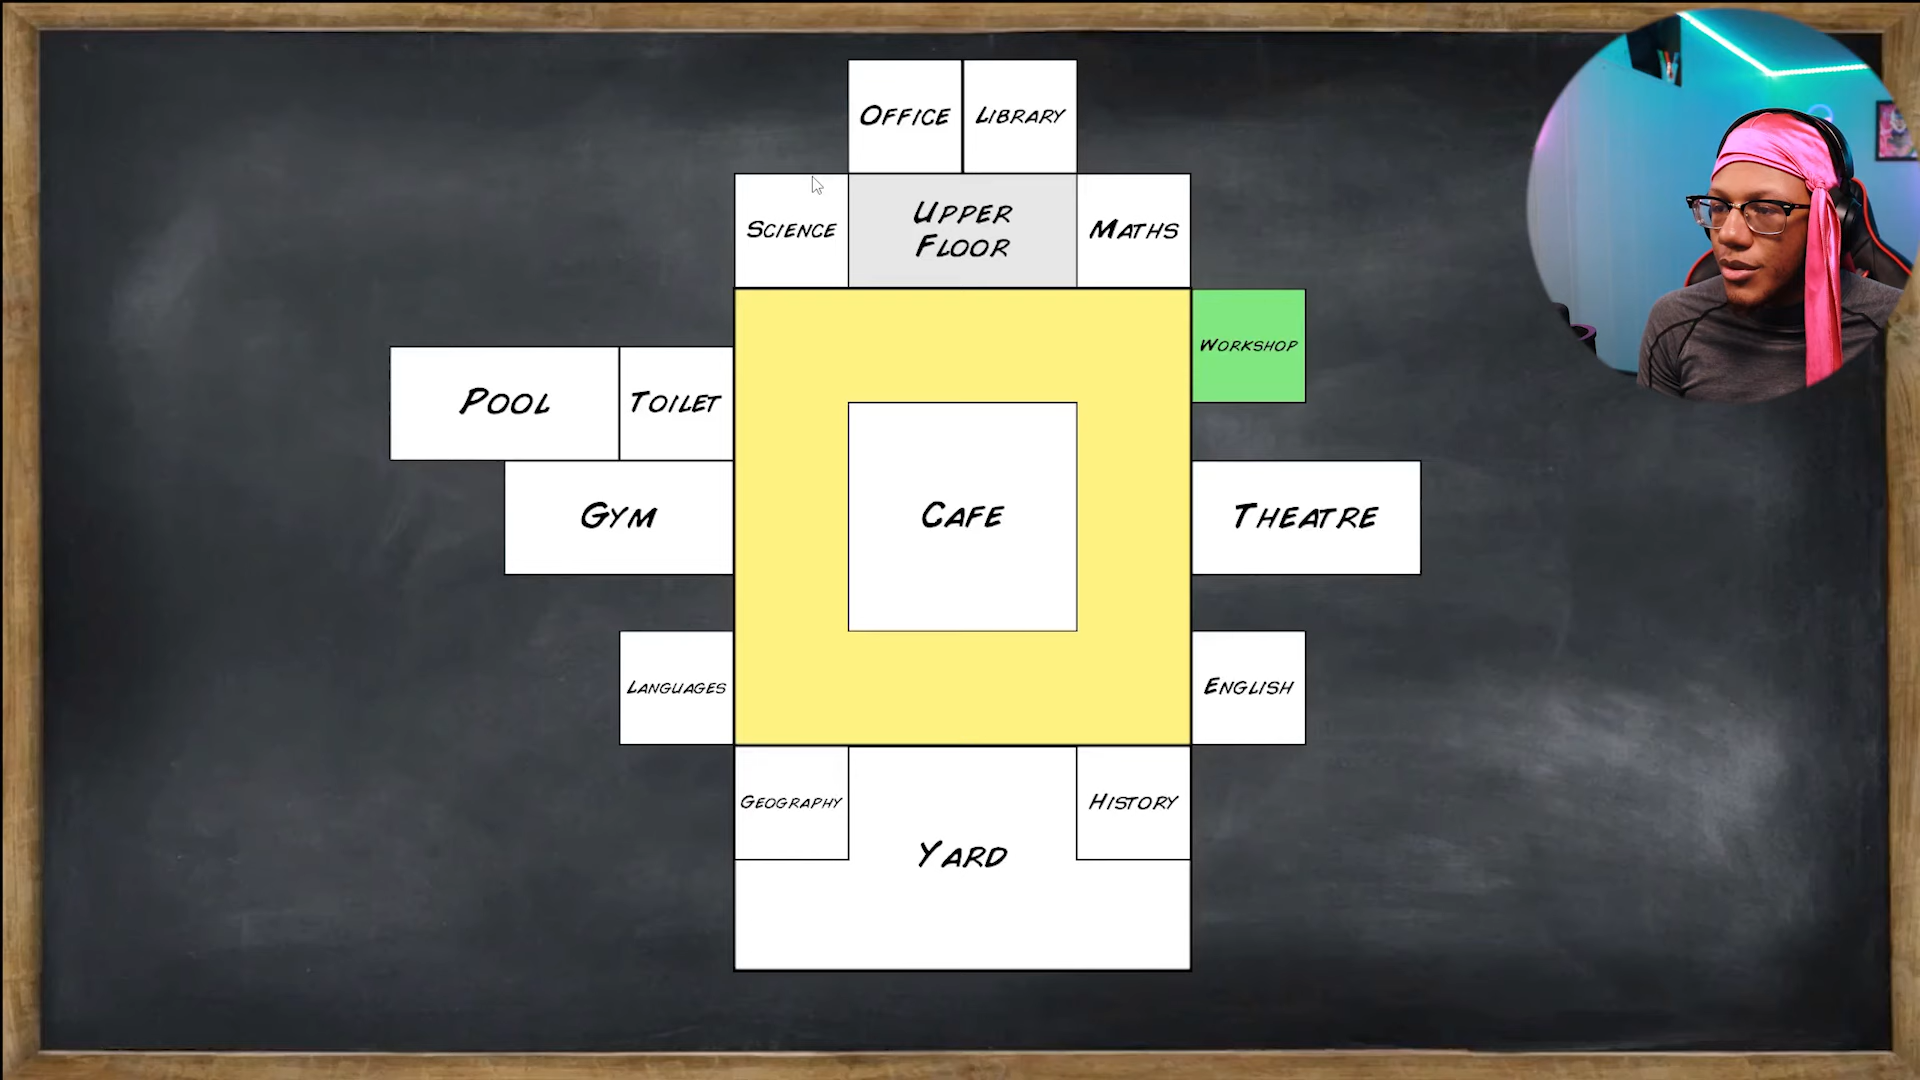 OFFICE
LIBRARY
SCIENCE
UPPER
FLOOR
MATHS
WORKSHOP
POOL
TOILET
GYM
CAFE
THEATRE
LANGUAGES
ENGLISH
GEOGRAPHY
HISTORY
YARD